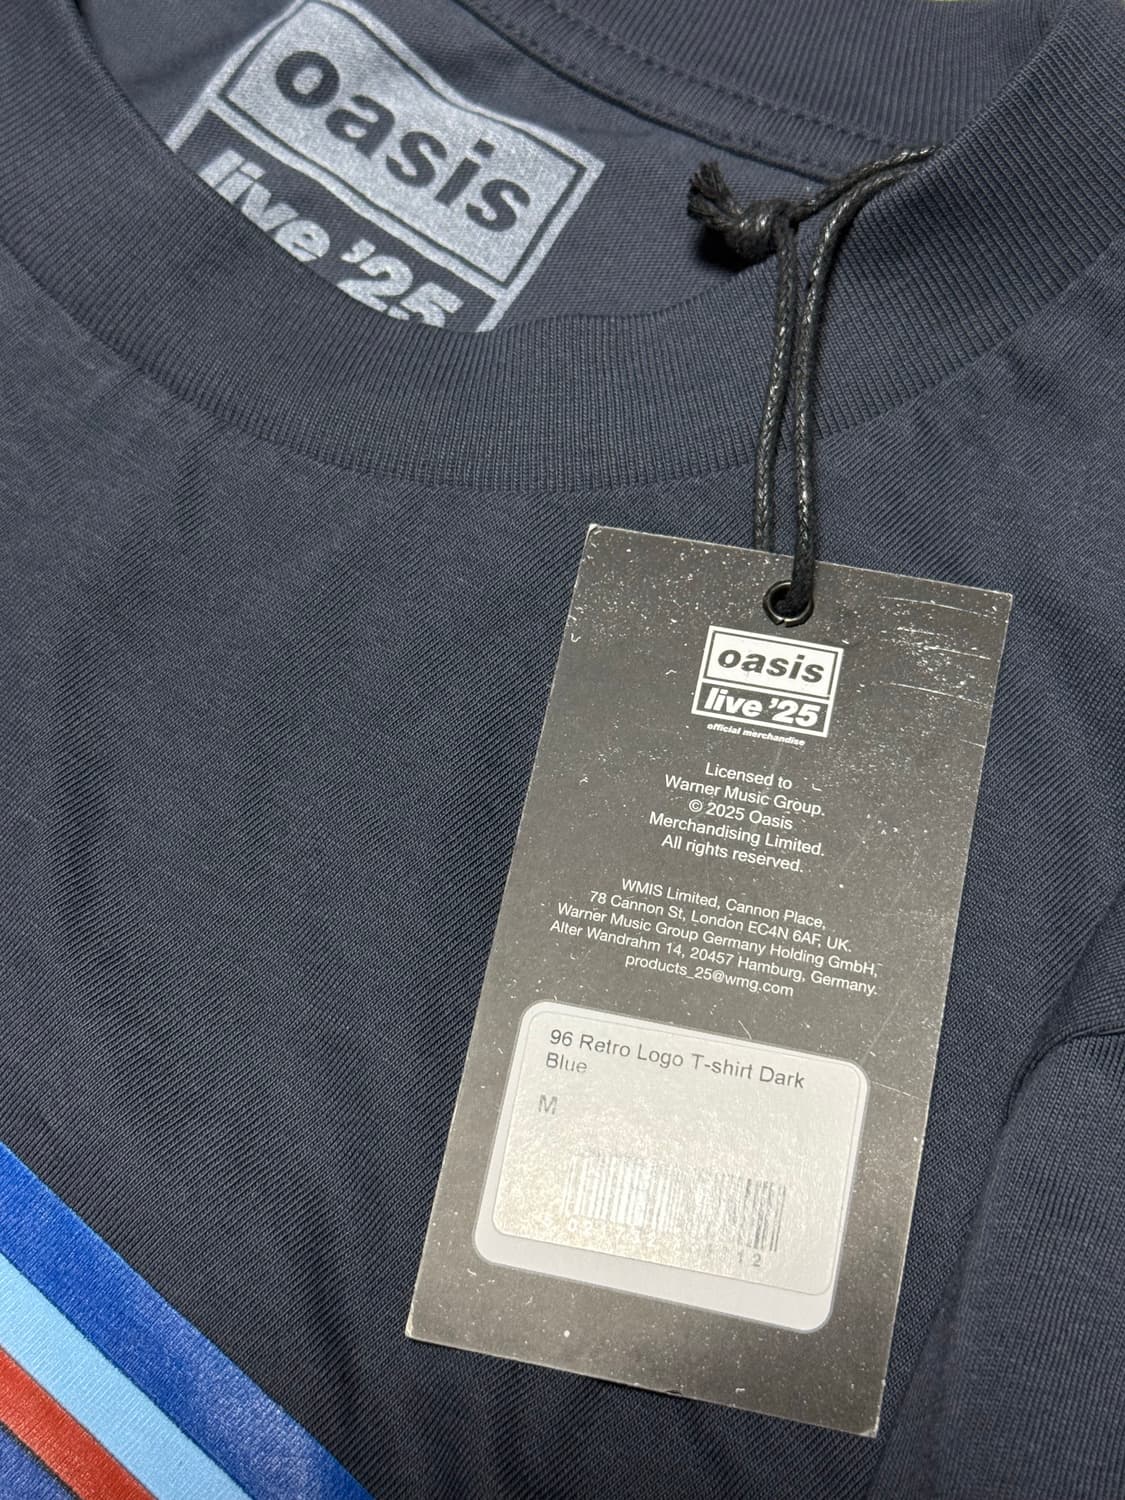 oasis
live '25
oasis
live '25
official merchandise
Licensed to
Warner Music Group.
© 2025 Oasis
Merchandising Limited.
All rights reserved.
WMIS Limited, Cannon Place,
78 Cannon St, London EC4N 6AF, UK.
Warner Music Group Germany Holding GmbH,
Alter Wandrahm 14, 20457 Hamburg, Germany.
products_25@wmg.com
96 Retro Logo T-shirt Dark
Blue
M
1 2